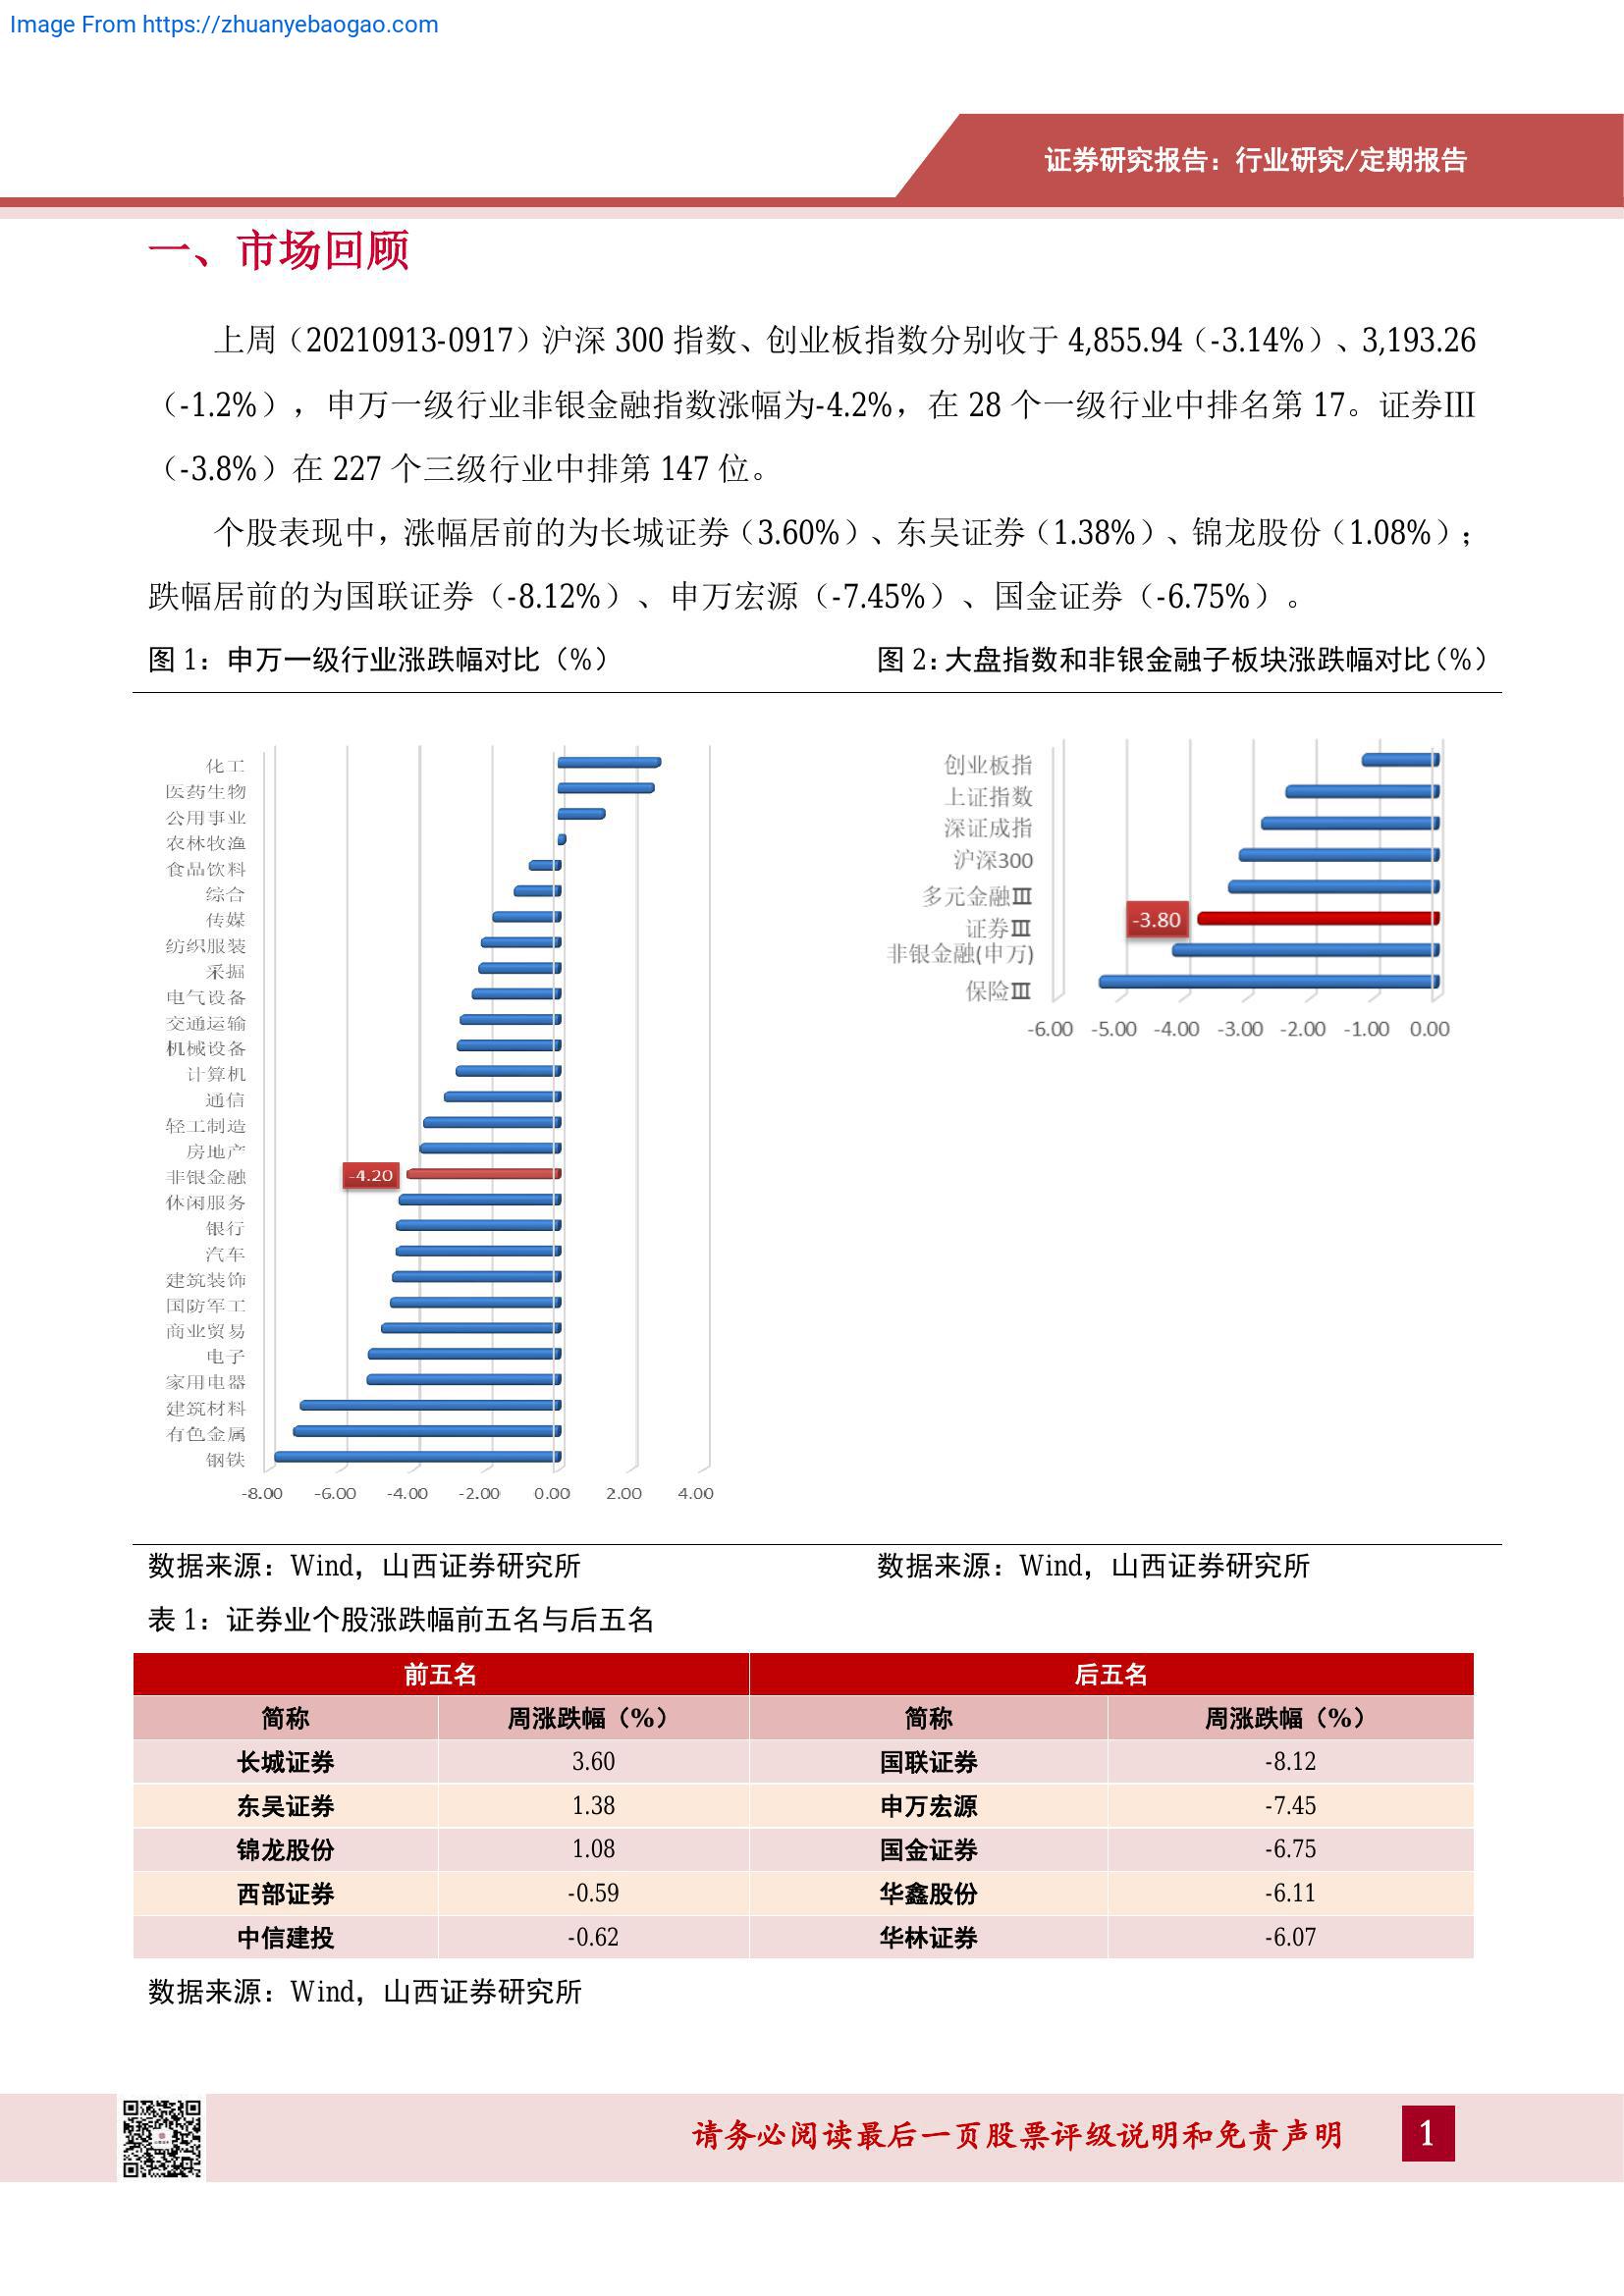 Image From https://zhuanyebaogao.com
证券研究报告：行业研究/定期报告
一、市场回顾
上周（20210913-0917）沪深 300 指数、创业板指数分别收于 4,855.94（-3.14%）、3,193.26
（-1.2%），申万一级行业非银金融指数涨幅为-4.2%，在 28 个一级行业中排名第 17。证券Ⅲ
（-3.8%）在 227 个三级行业中排第 147 位。
个股表现中，涨幅居前的为长城证券（3.60%）、东吴证券（1.38%）、锦龙股份（1.08%）；
跌幅居前的为国联证券（-8.12%）、申万宏源（-7.45%）、国金证券（-6.75%）。
图 1：申万一级行业涨跌幅对比（%）
化工
医药生物
公用事业
农林牧渔
食品饮料
综合
传媒
纺织服装
采掘
电气设备
交通运输
机械设备
计算机
通信
轻工制造
房地产
非银金融
-4.20
休闲服务
银行
汽车
建筑装饰
国防军工
商业贸易
电子
家用电器
建筑材料
有色金属
钢铁
-8.00 -6.00 -4.00 -2.00 0.00 2.00 4.00
数据来源：Wind，山西证券研究所
图 2：大盘指数和非银金融子板块涨跌幅对比（%）
创业板指
上证指数
深证成指
沪深300
多元金融Ⅲ
证券Ⅲ
-3.80
非银金融(申万)
保险Ⅲ
-6.00 -5.00 -4.00 -3.00 -2.00 -1.00 0.00
数据来源：Wind，山西证券研究所
表 1：证券业个股涨跌幅前五名与后五名
前五名 后五名
简称 周涨跌幅（%） 简称 周涨跌幅（%）
长城证券 3.60 国联证券 -8.12
东吴证券 1.38 申万宏源 -7.45
锦龙股份 1.08 国金证券 -6.75
西部证券 -0.59 华鑫股份 -6.11
中信建投 -0.62 华林证券 -6.07
数据来源：Wind，山西证券研究所
请务必阅读最后一页股票评级说明和免责声明
1